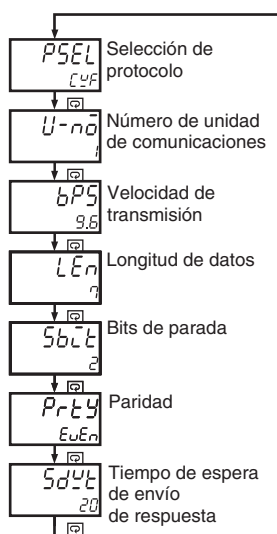 PSEL
CWF
Selección de
protocolo
U-no
1
Número de unidad
de comunicaciones
bPS
9.6
Velocidad de
transmisión
LEn
7
Longitud de datos
Sbit
2
Bits de parada
PrtY
EuEn
Paridad
SdWt
20
Tiempo de espera
de envío
de respuesta